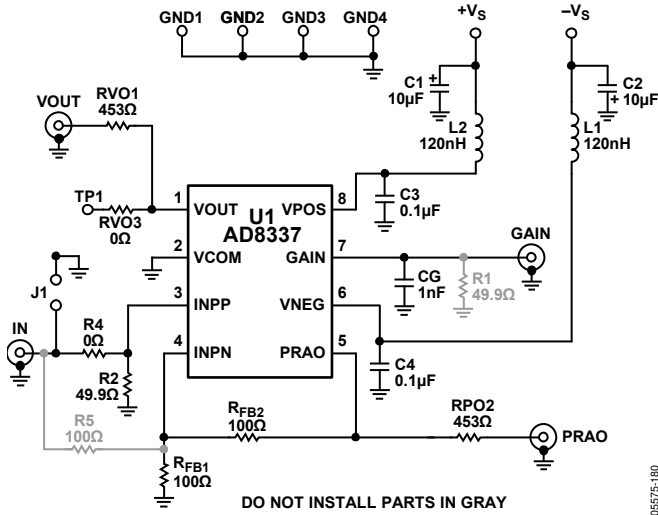 GND1 GND2 GND3 GND4
+VS
–VS
C1 +
10µF
C2
+ 10µF
VOUT
RVO1
453Ω
L2
120nH
L1
120nH
TP1
RVO3
0Ω
1 VOUT
U1
AD8337
VPOS 8
C3
0.1µF
2 VCOM
GAIN 7
GAIN
CG
1nF
R1
49.9Ω
J1
3 INPP
VNEG 6
IN
R4
0Ω
4 INPN
PRAO 5
R2
49.9Ω
C4
0.1µF
R5
100Ω
RFB2
100Ω
RPO2
453Ω
PRAO
RFB1
100Ω
DO NOT INSTALL PARTS IN GRAY
05575-180